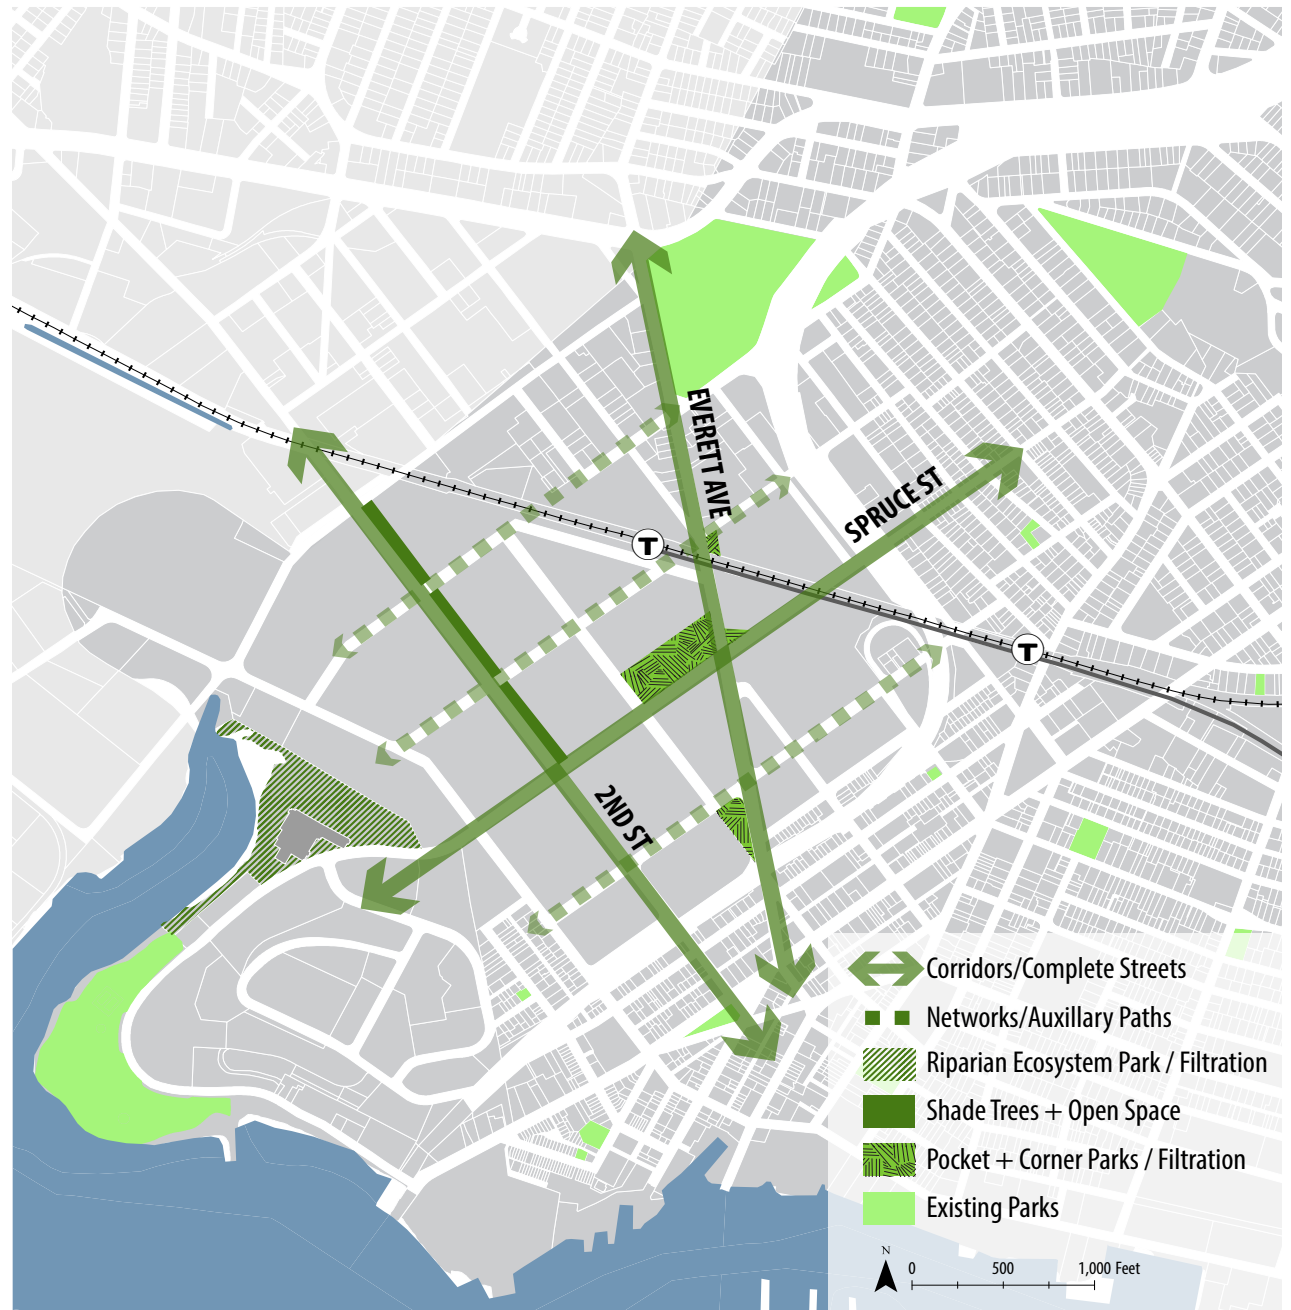 EVERETT AVE
SPRUCE ST
T
T
2ND ST
Corridors/Complete Streets
Networks/Auxillary Paths
Riparian Ecosystem Park / Filtration
Shade Trees + Open Space
Pocket + Corner Parks / Filtration
Existing Parks
N
0 500 1,000 Feet